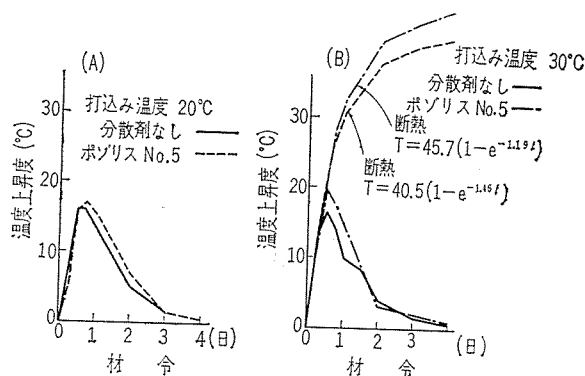 (A)
打込み温度 20℃
分散剤なし
ポゾリス No.5
温度上昇度 (℃)
30
20
10
0
0 1 2 3 4 (日)
材 令
(B)
打込み温度 30℃
分散剤なし
ポゾリス No.5
断熱
T=45.7(1−e^{−1.19t})
断熱
T=40.5(1−e^{−1.45t})
温度上昇度 (℃)
30
20
10
0
0 1 2 3 (日)
材 令